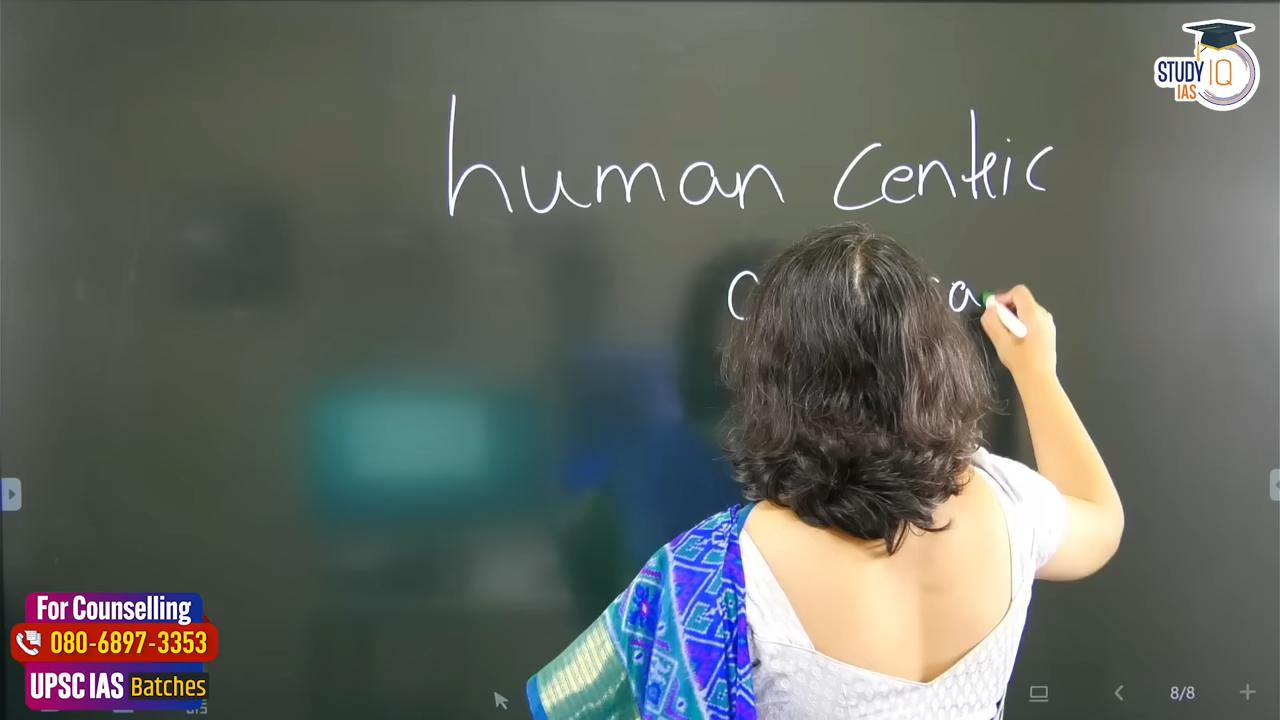 STUDY IQ
IAS
human centric
For Counselling
080-6897-3353
UPSC IAS Batches
8/8